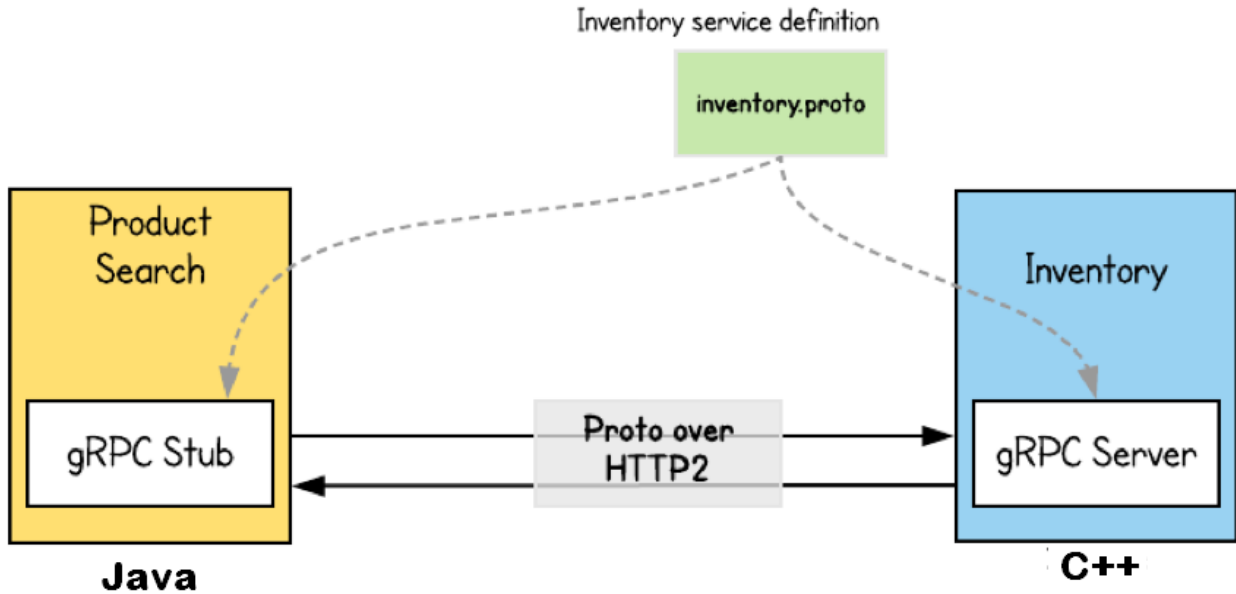 Inventory service definition
inventory.proto
Product
Search
Inventory
gRPC Stub
Proto over
HTTP2
gRPC Server
Java
C++